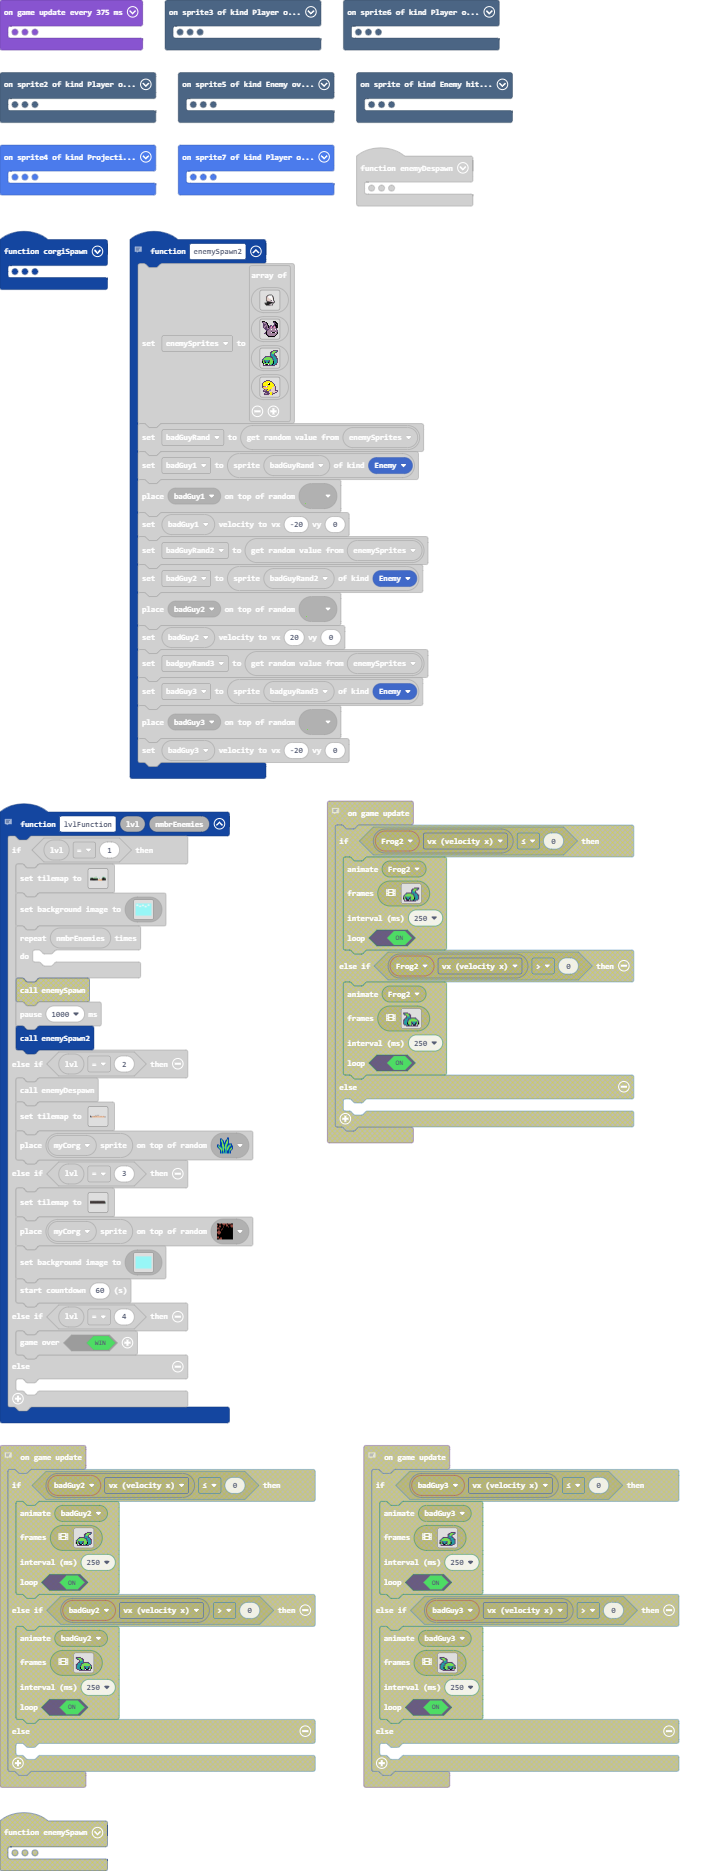 on game update every 375 ms
on sprite3 of kind Player o...
on sprite6 of kind Player o...
on sprite2 of kind Player o...
on sprite5 of kind Enemy ov...
on sprite of kind Enemy hit...
on sprite4 of kind Projecti...
on sprite7 of kind Player o...
function enemyDespawn
function corgiSpawn
function enemySpawn2
array of
set enemySprites to
set badGuyRand to get random value from enemySprites
set badGuy1 to sprite badGuyRand of kind Enemy
place badGuy1 on top of random
set badGuy1 velocity to vx -20 vy 0
set badGuyRand2 to get random value from enemySprites
set badGuy2 to sprite badGuyRand2 of kind Enemy
place badGuy2 on top of random
set badGuy2 velocity to vx 20 vy 0
set badguyRand3 to get random value from enemySprites
set badGuy3 to sprite badguyRand3 of kind Enemy
place badGuy3 on top of random
set badGuy3 velocity to vx -20 vy 0
function lvlFunction lvl nmbrEnemies
if lvl = 1 then
set tilemap to
set background image to
repeat nmbrEnemies times
do
call enemySpawn
pause 1000 ms
call enemySpawn2
else if lvl = 2 then
call enemyDespawn
set tilemap to
place myCorg sprite on top of random
else if lvl = 3 then
set tilemap to
place myCorg sprite on top of random
set background image to
start countdown 60 (s)
else if lvl = 4 then
game over WIN
else
on game update
if Frog2 vx (velocity x) ≤ 0 then
animate Frog2
frames
interval (ms) 250
loop ON
else if Frog2 vx (velocity x) > 0 then
animate Frog2
frames
interval (ms) 250
loop ON
else
on game update
if badGuy2 vx (velocity x) ≤ 0 then
animate badGuy2
frames
interval (ms) 250
loop ON
else if badGuy2 vx (velocity x) > 0 then
animate badGuy2
frames
interval (ms) 250
loop ON
else
on game update
if badGuy3 vx (velocity x) ≤ 0 then
animate badGuy3
frames
interval (ms) 250
loop ON
else if badGuy3 vx (velocity x) > 0 then
animate badGuy3
frames
interval (ms) 250
loop ON
else
function enemySpawn